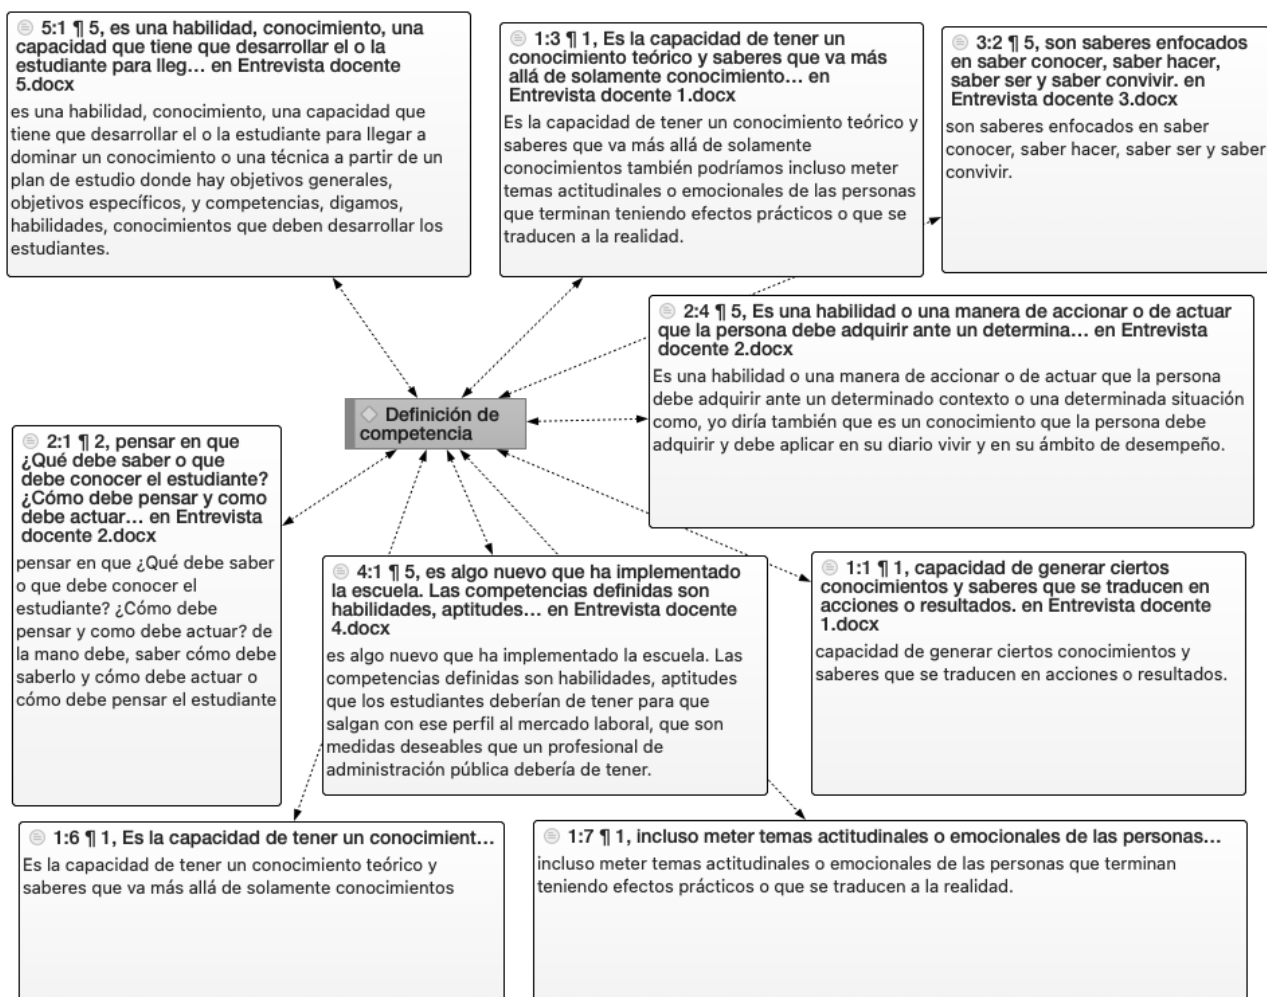 5:1 ¶ 5, es una habilidad, conocimiento, una
capacidad que tiene que desarrollar el o la
estudiante para lleg… en Entrevista docente
5.docx
es una habilidad, conocimiento, una capacidad que
tiene que desarrollar el o la estudiante para llegar a
dominar un conocimiento o una técnica a partir de un
plan de estudio donde hay objetivos generales,
objetivos específicos, y competencias, digamos,
habilidades, conocimientos que deben desarrollar los
estudiantes.
1:3 ¶ 1, Es la capacidad de tener un
conocimiento teórico y saberes que va más
allá de solamente conocimiento… en
Entrevista docente 1.docx
Es la capacidad de tener un conocimiento teórico y
saberes que va más allá de solamente
conocimientos también podríamos incluso meter
temas actitudinales o emocionales de las personas
que terminan teniendo efectos prácticos o que se
traducen a la realidad.
3:2 ¶ 5, son saberes enfocados
en saber conocer, saber hacer,
saber ser y saber convivir. en
Entrevista docente 3.docx
son saberes enfocados en saber
conocer, saber hacer, saber ser y saber
convivir.
2:4 ¶ 5, Es una habilidad o una manera de accionar o de actuar
que la persona debe adquirir ante un determina… en Entrevista
docente 2.docx
Es una habilidad o una manera de accionar o de actuar que la persona
debe adquirir ante un determinado contexto o una determinada situación
como, yo diría también que es un conocimiento que la persona debe
adquirir y debe aplicar en su diario vivir y en su ámbito de desempeño.
Definición de
competencia
2:1 ¶ 2, pensar en que
¿Qué debe saber o que
debe conocer el estudiante?
¿Cómo debe pensar y como
debe actuar… en Entrevista
docente 2.docx
pensar en que ¿Qué debe saber
o que debe conocer el
estudiante? ¿Cómo debe
pensar y como debe actuar? de
la mano debe, saber cómo debe
saberlo y cómo debe actuar o
cómo debe pensar el estudiante
4:1 ¶ 5, es algo nuevo que ha implementado
la escuela. Las competencias definidas son
habilidades, aptitudes… en Entrevista docente
4.docx
es algo nuevo que ha implementado la escuela. Las
competencias definidas son habilidades, aptitudes
que los estudiantes deberían de tener para que
salgan con ese perfil al mercado laboral, que son
medidas deseables que un profesional de
administración pública debería de tener.
1:1 ¶ 1, capacidad de generar ciertos
conocimientos y saberes que se traducen en
acciones o resultados. en Entrevista docente
1.docx
capacidad de generar ciertos conocimientos y
saberes que se traducen en acciones o resultados.
1:6 ¶ 1, Es la capacidad de tener un conocimient…
Es la capacidad de tener un conocimiento teórico y
saberes que va más allá de solamente conocimientos
1:7 ¶ 1, incluso meter temas actitudinales o emocionales de las personas…
incluso meter temas actitudinales o emocionales de las personas que terminan
teniendo efectos prácticos o que se traducen a la realidad.